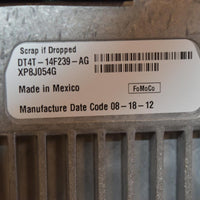 Scrap if Dropped
DT4T-14F239-AG
XP8J054G
Made in Mexico
FoMoCo
Manufacture Date Code 08-18-12